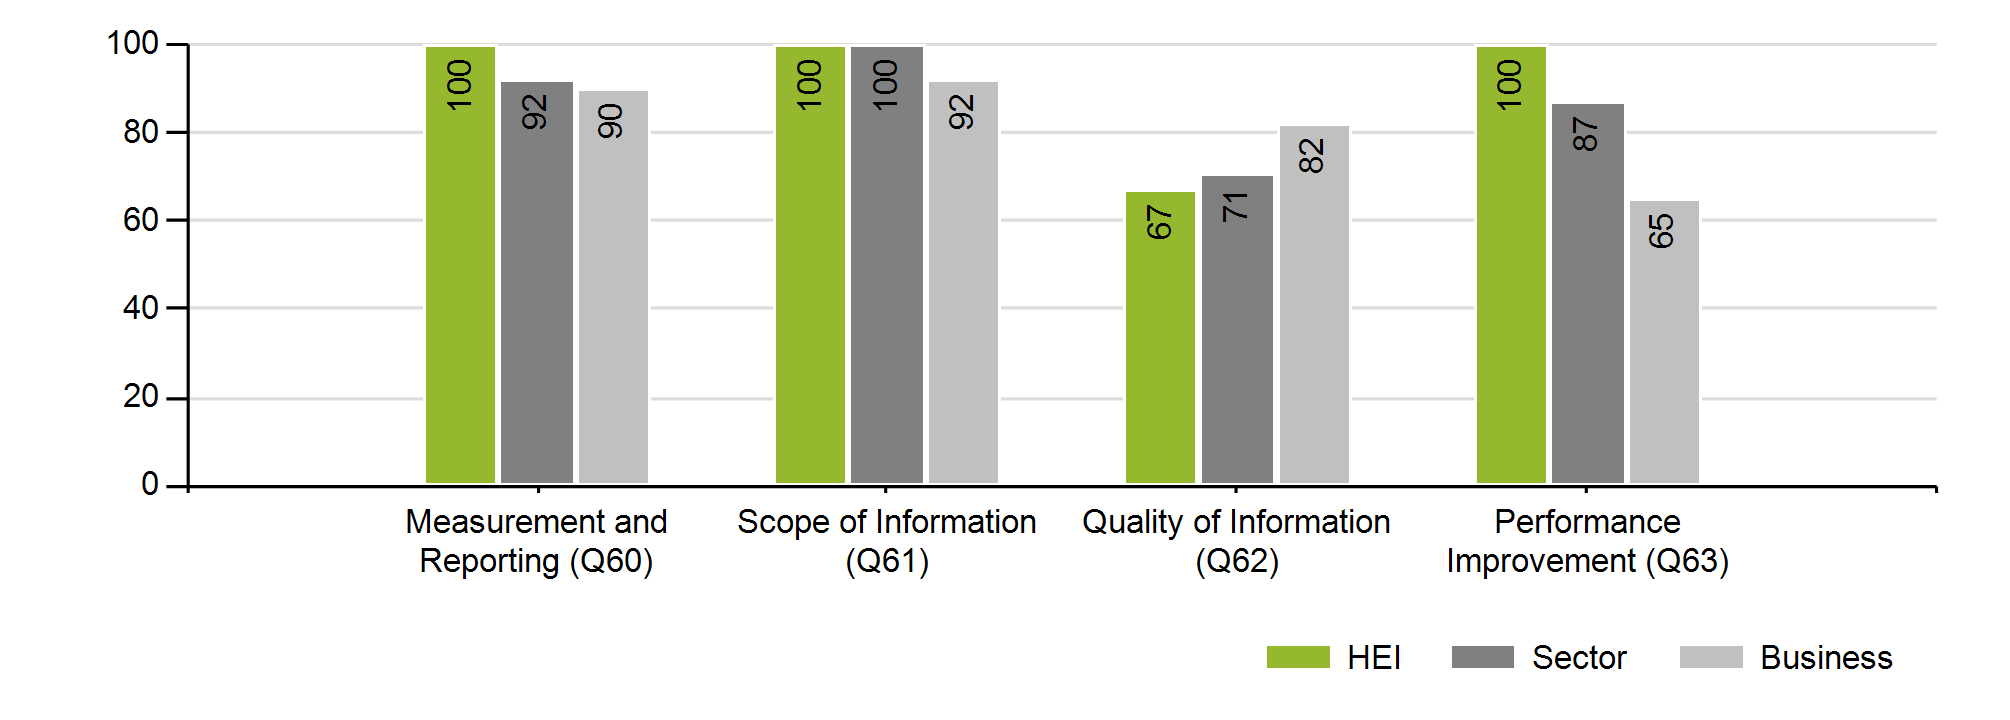 100
80
60
40
20
0
100
92
90
100
100
92
67
71
82
100
87
65
Measurement and
Reporting (Q60)
Scope of Information
(Q61)
Quality of Information
(Q62)
Performance
Improvement (Q63)
HEI
Sector
Business